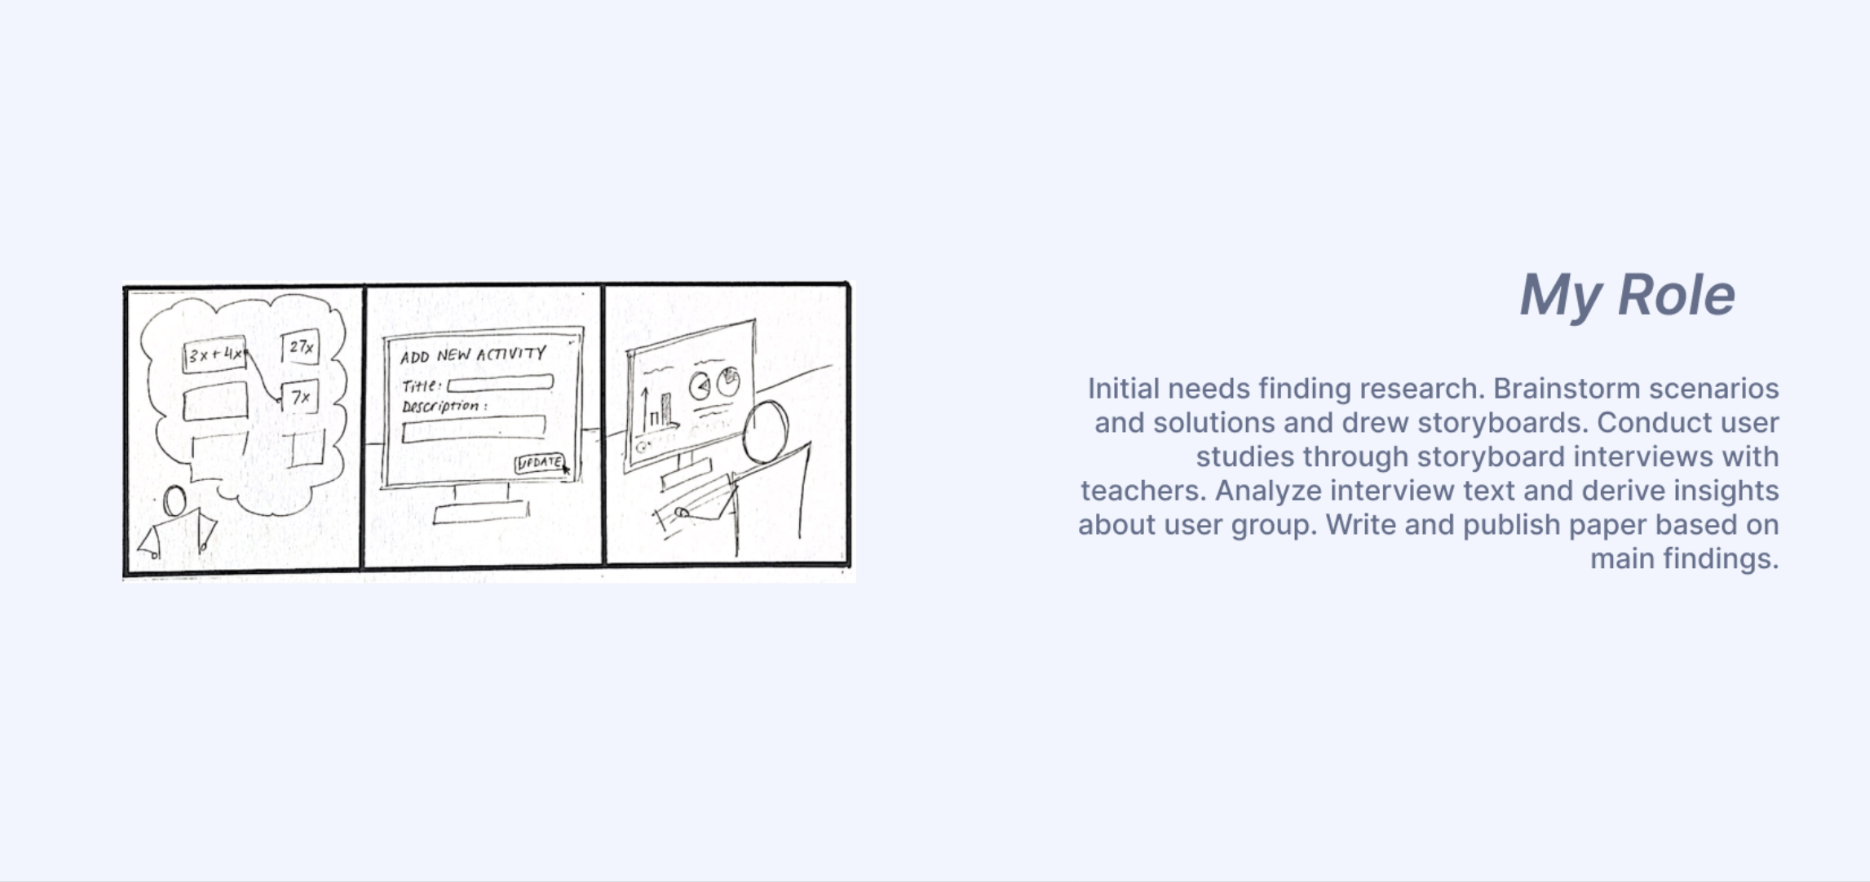 3x+4x
27x
7x
ADD NEW ACTIVITY
Title:
Description:
UPDATE
My Role
Initial needs finding research. Brainstorm scenarios
and solutions and drew storyboards. Conduct user
studies through storyboard interviews with
teachers. Analyze interview text and derive insights
about user group. Write and publish paper based on
main findings.